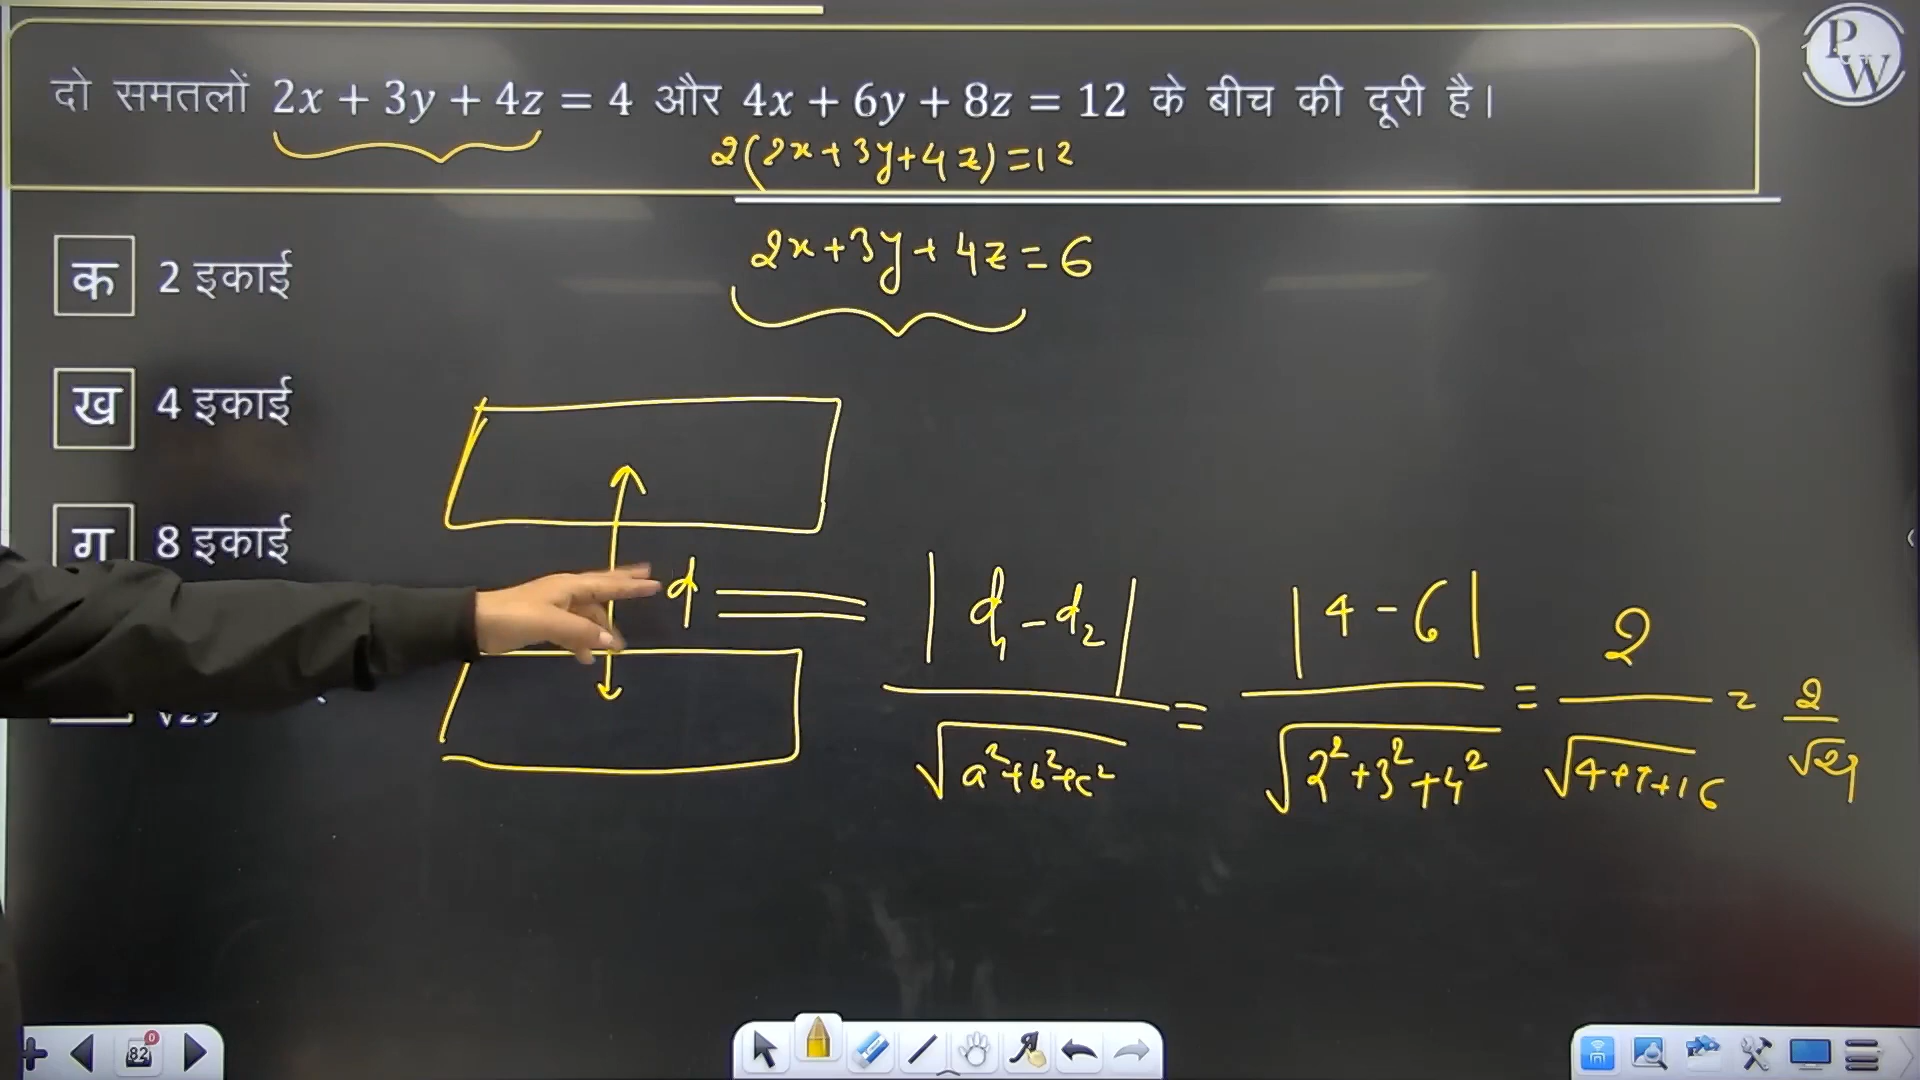 दो समतलों 2x + 3y + 4z = 4 और 4x + 6y + 8z = 12 के बीच की दूरी है।
2(2x+3y+4z)=12
2x+3y+4z=6
क 2 इकाई
ख 4 इकाई
ग 8 इकाई
√29
d = |d₁-d₂| / √a²+b²+c² = |4-6| / √2²+3²+4² = 2 / √4+9+16 = 2 / √29
PW
82
0